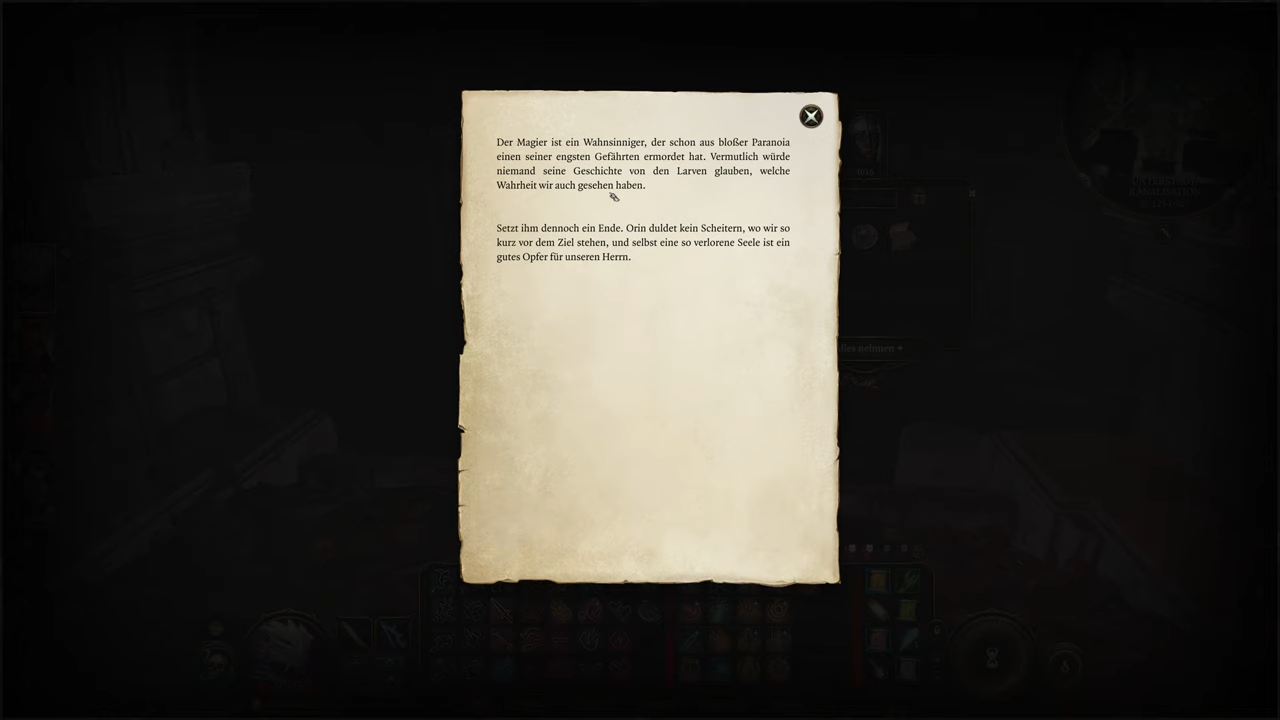 Der Magier ist ein Wahnsinniger, der schon aus bloßer Paranoia
einen seiner engsten Gefährten ermordet hat. Vermutlich würde
niemand seine Geschichte von den Larven glauben, welche
Wahrheit wir auch gesehen haben.
Setzt ihm dennoch ein Ende. Orin duldet kein Scheitern, wo wir so
kurz vor dem Ziel stehen, und selbst eine so verlorene Seele ist ein
gutes Opfer für unseren Herrn.
KANALISATION
nehmen